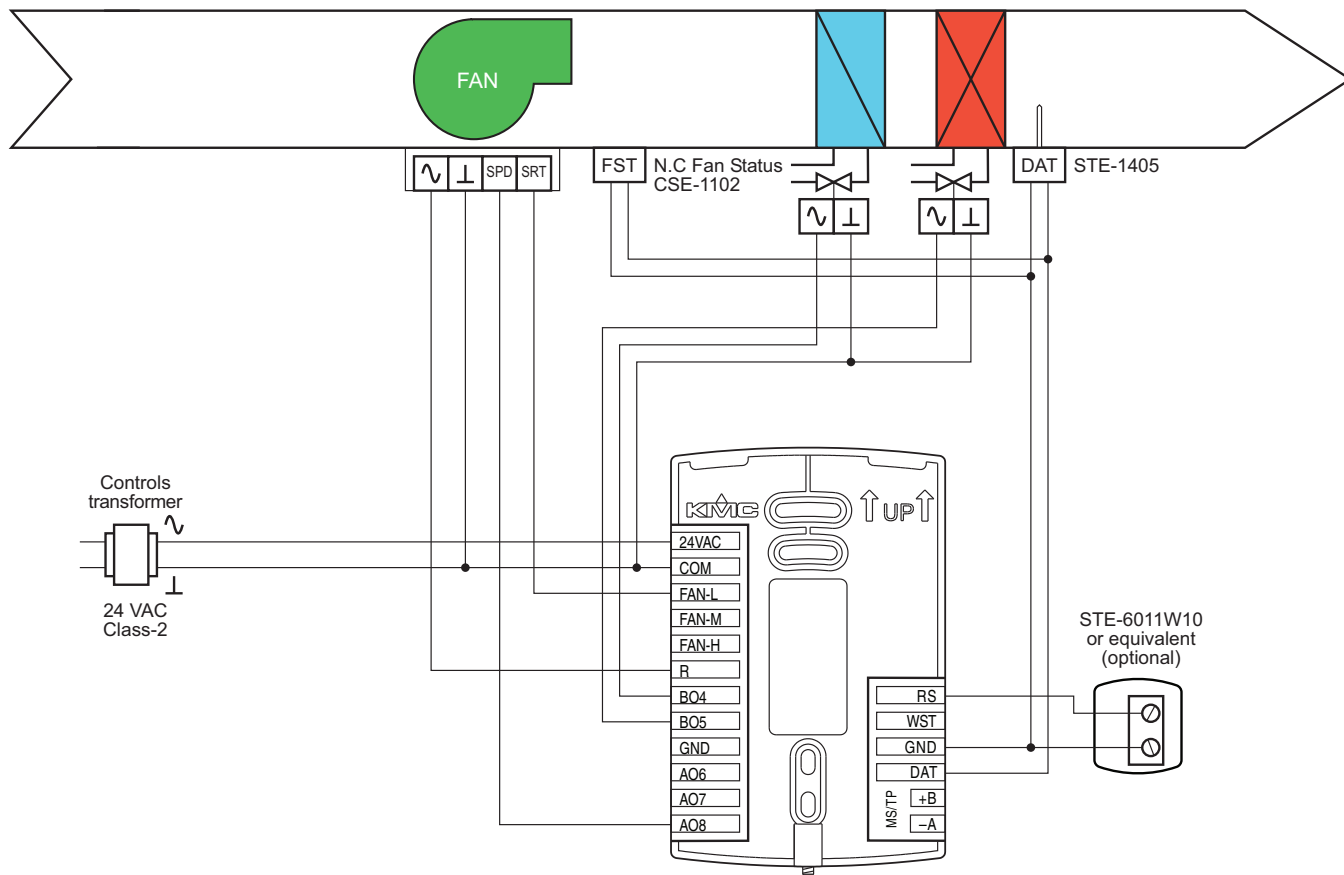 FAN
SPD
SRT
FST
N.C Fan Status
CSE-1102
DAT
STE-1405
Controls
transformer
24 VAC
Class-2
KMC
UP
24VAC
COM
FAN-L
FAN-M
FAN-H
R
BO4
BO5
GND
AO6
AO7
AO8
RS
WST
GND
DAT
MS/TP
+B
–A
STE-6011W10
or equivalent
(optional)